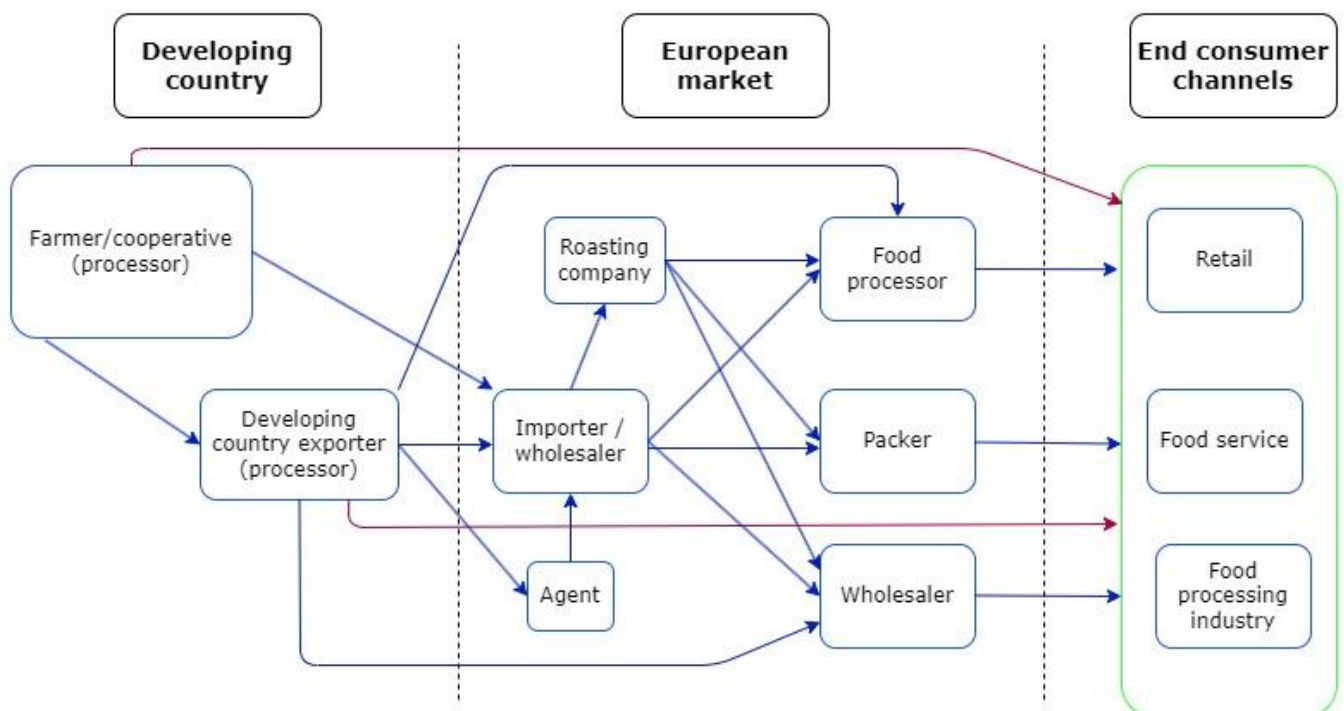 Developing
country
European
market
End consumer
channels
Farmer/cooperative
(processor)
Roasting
company
Food
processor
Retail
Developing
country exporter
(processor)
Importer /
wholesaler
Packer
Food service
Agent
Wholesaler
Food
processing
industry